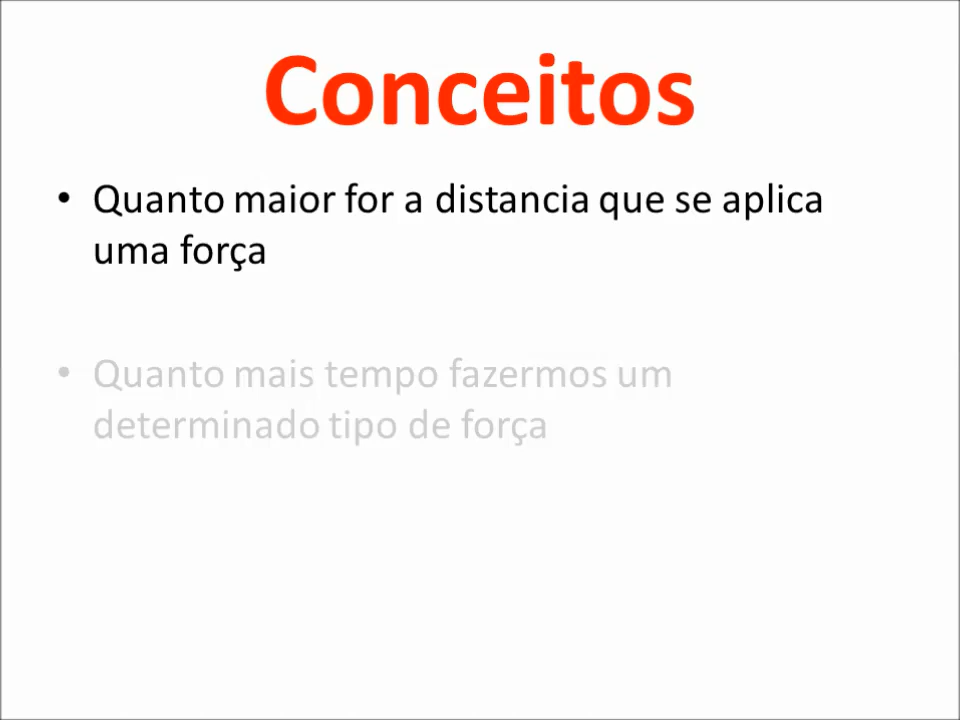 Conceitos
• Quanto maior for a distancia que se aplica
uma força
• Quanto mais tempo fazermos um
determinado tipo de força